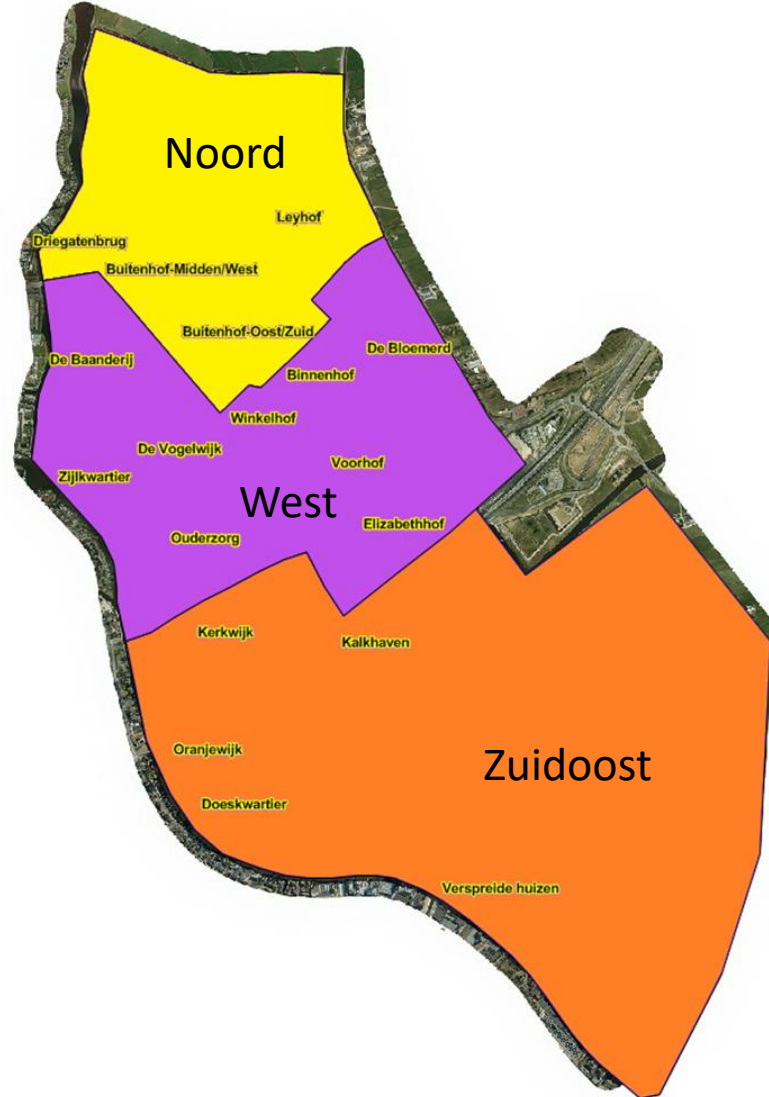 Noord
Leyhof
Driegatenbrug
Buitenhof-Midden/West
Buitenhof-Oost/Zuid
De Bloemerd
De Baanderij
Binnenhof
Winkelhof
De Vogelwijk
Voorhof
Zijlkwartier
West
Elizabethhof
Ouderzorg
Kerkwijk
Kalkhaven
Oranjewijk
Zuidoost
Doeskwartier
Verspreide huizen